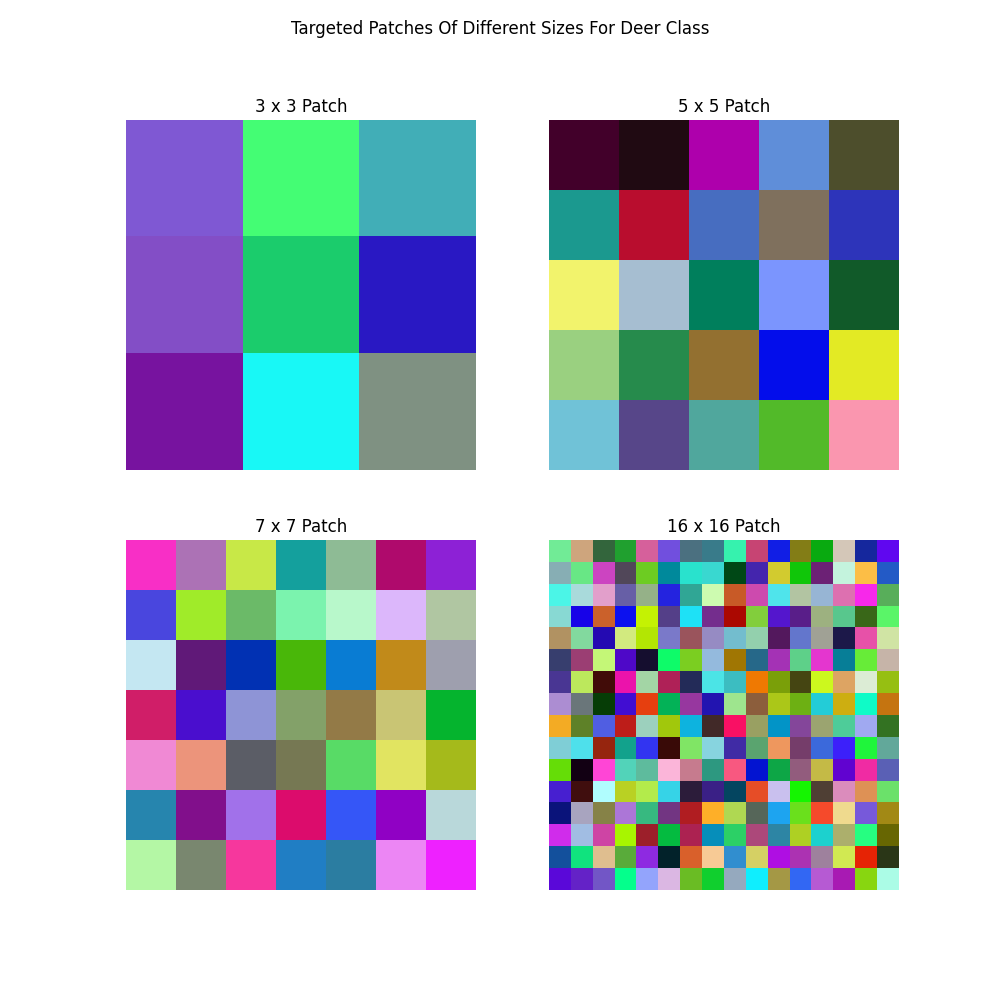 Targeted Patches Of Different Sizes For Deer Class
3 x 3 Patch
5 x 5 Patch
7 x 7 Patch
16 x 16 Patch